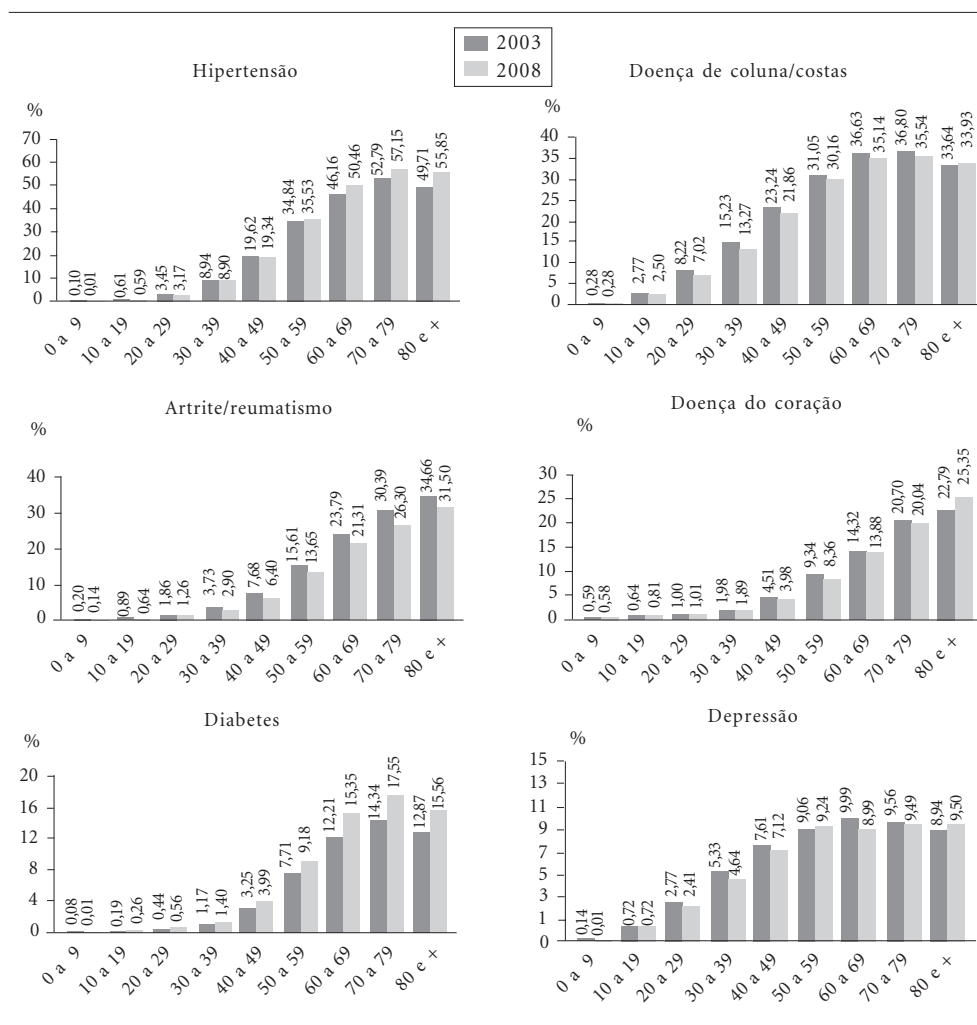 2003
2008
Hipertensão
%
70
60
50
40
30
20
10
0
0,10
0,01
0,61
0,59
3,45
3,17
8,94
8,90
19,62
19,34
34,84
35,53
46,16
50,46
52,79
57,15
49,71
55,85
0 a 9
10 a 19
20 a 29
30 a 39
40 a 49
50 a 59
60 a 69
70 a 79
80 e +
Doença de coluna/costas
%
40
35
30
25
20
15
10
5
0
0,28
0,28
2,77
2,50
8,22
7,02
15,23
13,27
23,24
21,86
31,05
30,16
36,63
35,14
36,80
35,54
33,64
33,93
0 a 9
10 a 19
20 a 29
30 a 39
40 a 49
50 a 59
60 a 69
70 a 79
80 e +
Artrite/reumatismo
%
40
30
20
10
0
0,20
0,14
0,89
0,64
1,86
1,26
3,73
2,90
7,68
6,40
15,61
13,65
23,79
21,31
30,39
26,30
34,66
31,50
0 a 9
10 a 19
20 a 29
30 a 39
40 a 49
50 a 59
60 a 69
70 a 79
80 e +
Doença do coração
%
30
25
20
15
10
5
0
0,59
0,58
0,64
0,81
1,00
1,01
1,98
1,89
4,51
3,98
9,34
8,36
14,32
13,88
20,70
20,04
22,79
25,35
0 a 9
10 a 19
20 a 29
30 a 39
40 a 49
50 a 59
60 a 69
70 a 79
80 e +
Diabetes
%
20
16
12
8
4
0
0,08
0,01
0,19
0,26
0,44
0,56
1,17
1,40
3,25
3,99
7,71
9,18
12,21
15,35
14,34
17,55
12,87
15,56
0 a 9
10 a 19
20 a 29
30 a 39
40 a 49
50 a 59
60 a 69
70 a 79
80 e +
Depressão
%
15
13
11
9
7
5
3
1
0
0,14
0,01
0,72
0,72
2,77
2,41
5,33
4,64
7,61
7,12
9,06
9,24
9,99
8,99
9,56
9,49
8,94
9,50
0 a 9
10 a 19
20 a 29
30 a 39
40 a 49
50 a 59
60 a 69
70 a 79
80 e +